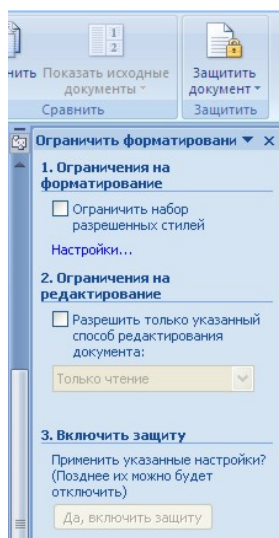 1
2
нить Показать исходные
документы
Защитить
документ
Сравнить
Защитить
Ограничить форматировани
1. Ограничения на
форматирование
Ограничить набор
разрешенных стилей
Настройки...
2. Ограничения на
редактирование
Разрешить только указанный
способ редактирования
документа:
Только чтение
3. Включить защиту
Применить указанные настройки?
(Позднее их можно будет
отключить)
Да, включить защиту